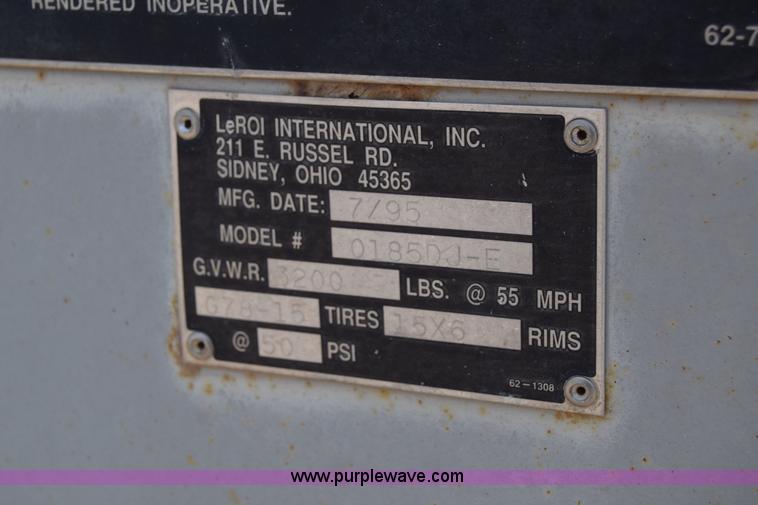 RENDERED INOPERATIVE.
62-7
LeROI INTERNATIONAL, INC.
211 E. RUSSEL RD.
SIDNEY, OHIO 45365
MFG. DATE: 7/95
MODEL # Q185DJ-E
G.V.W.R. 3200 LBS. @ 55 MPH
G78-15 TIRES 15X6 RIMS
@ 50 PSI
62-1308
www.purplewave.com